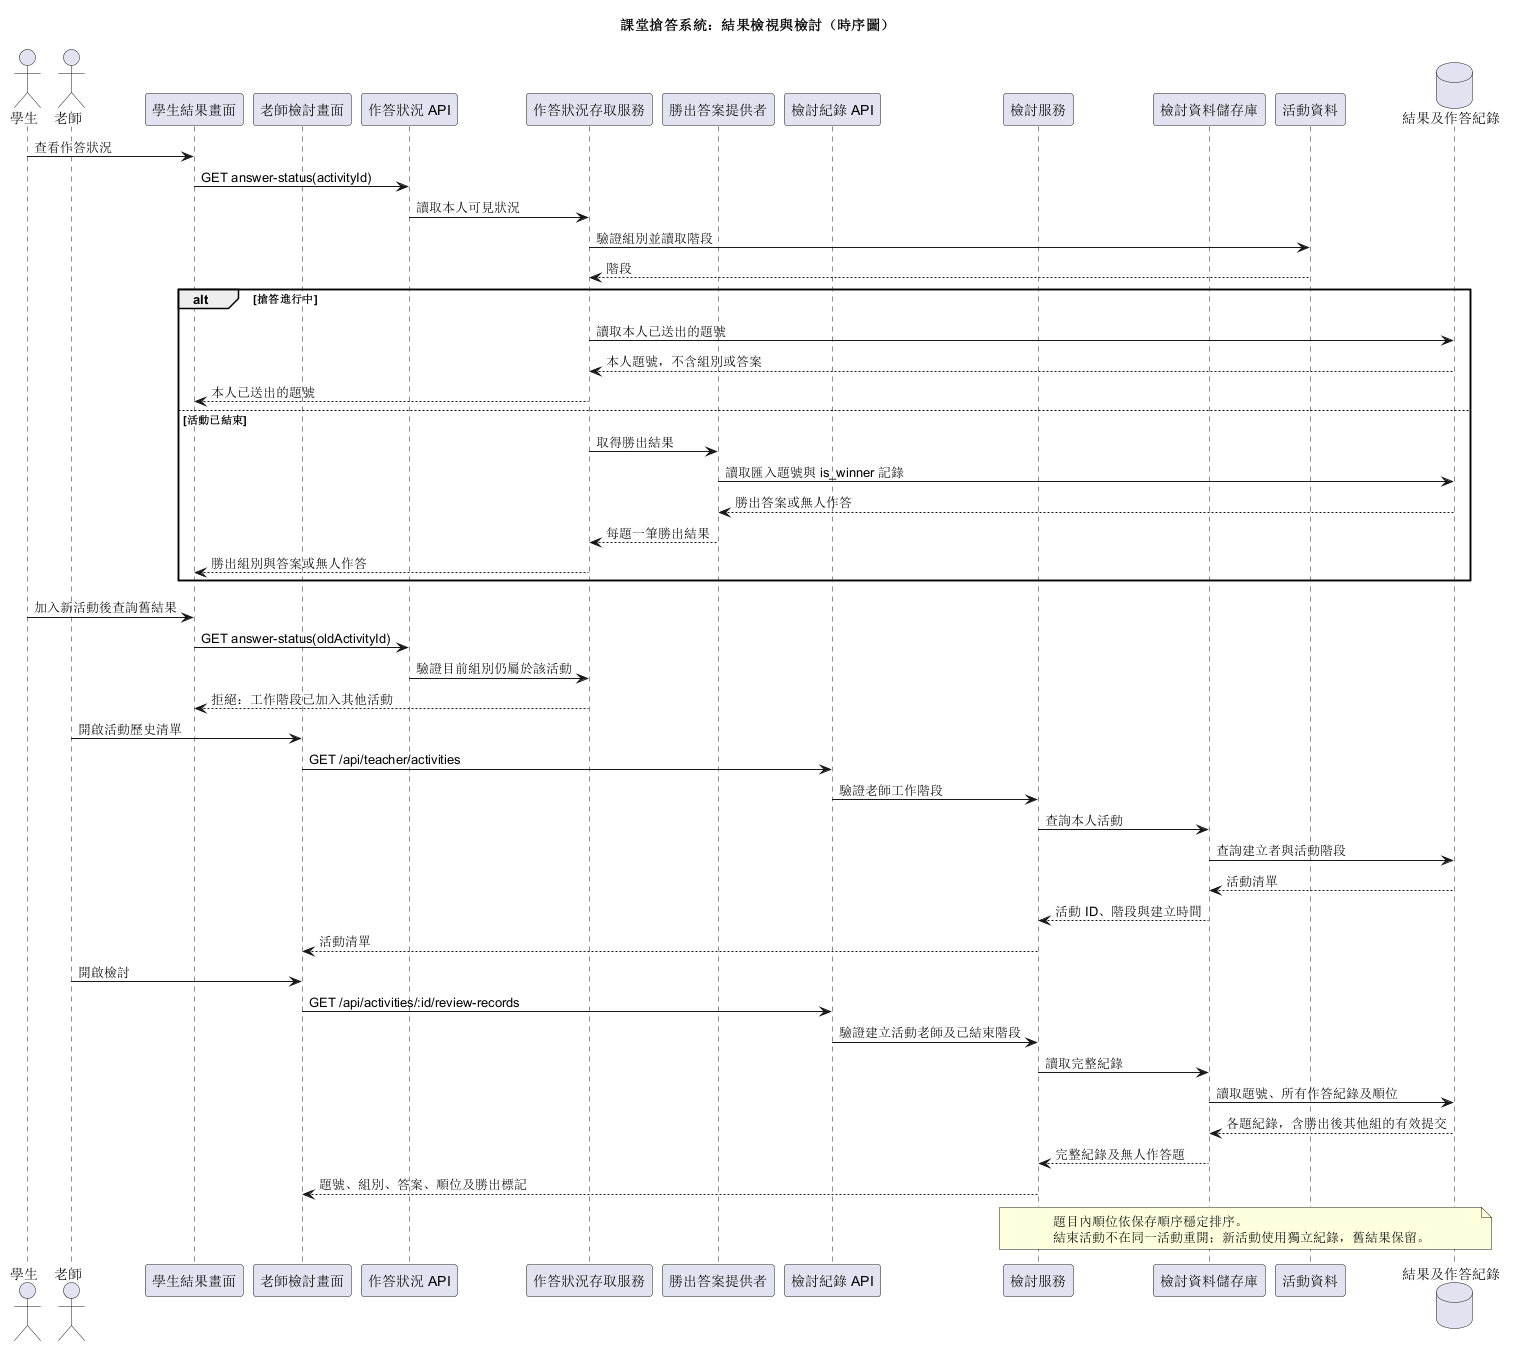 課堂搶答系統：結果檢視與檢討（時序圖）
學生
老師
學生結果畫面
老師檢討畫面
作答狀況 API
作答狀況存取服務
勝出答案提供者
檢討紀錄 API
檢討服務
檢討資料儲存庫
活動資料
結果及作答紀錄
查看作答狀況
GET answer-status(activityId)
讀取本人可見狀況
驗證組別並讀取階段
階段
alt
[搶答進行中]
讀取本人已送出的題號
本人題號，不含組別或答案
本人已送出的題號
[活動已結束]
取得勝出結果
讀取匯入題號與 is_winner 記錄
勝出答案或無人作答
每題一筆勝出結果
勝出組別與答案或無人作答
加入新活動後查詢舊結果
GET answer-status(oldActivityId)
驗證目前組別仍屬於該活動
拒絕：工作階段已加入其他活動
開啟活動歷史清單
GET /api/teacher/activities
驗證老師工作階段
查詢本人活動
查詢建立者與活動階段
活動清單
活動 ID、階段與建立時間
活動清單
開啟檢討
GET /api/activities/:id/review-records
驗證建立活動老師及已結束階段
讀取完整紀錄
讀取題號、所有作答紀錄及順位
各題紀錄，含勝出後其他組的有效提交
完整紀錄及無人作答題
題號、組別、答案、順位及勝出標記
題目內順位依保存順序穩定排序。
結束活動不在同一活動重開；新活動使用獨立紀錄，舊結果保留。
學生
老師
學生結果畫面
老師檢討畫面
作答狀況 API
作答狀況存取服務
勝出答案提供者
檢討紀錄 API
檢討服務
檢討資料儲存庫
活動資料
結果及作答紀錄